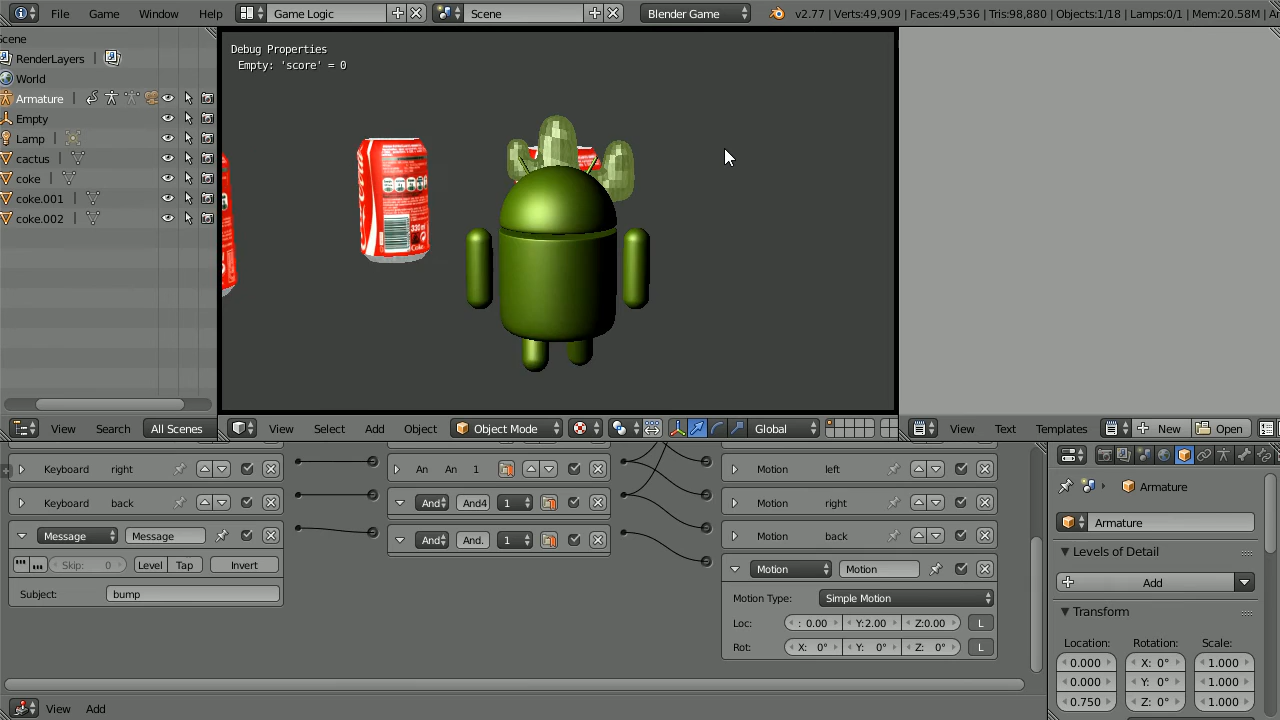 File Game Window Help Game Logic Scene Blender Game v2.77 | Verts:49,909 | Faces:49,536 | Tris:98,880 | Objects:1/18 | Lamps:0/1 | Mem:20.58M |
Scene
RenderLayers
World
Armature
Empty
Lamp
cactus
coke
coke.001
coke.002
Debug Properties
Empty: 'score' = 0
View Search All Scenes
View Select Add Object Object Mode Global
View Text Templates New Open
Keyboard right
Keyboard back
Message Message
Skip: 0 Level Tap Invert
Subject: bump
An An 1
And And4 1
And And. 1
Motion left
Motion right
Motion back
Motion Motion
Motion Type: Simple Motion
Loc: : 0.00 Y:2.00 Z:0.00 L
Rot: X: 0° Y: 0° Z: 0° L
Armature
Armature
Levels of Detail
Add
Transform
Location: Rotation: Scale:
0.000 X: 0° 1.000
0.000 Y: 0° 1.000
0.750 Z: 0° 1.000
View Add